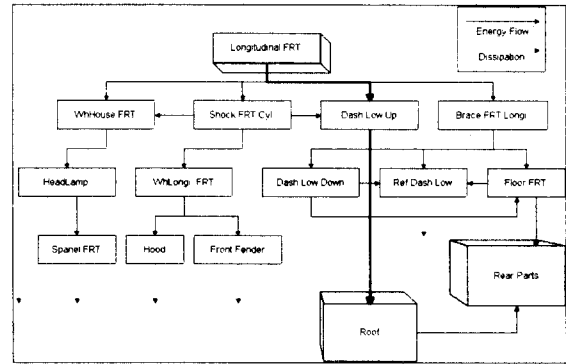 Energy Flow
Dissipation
Longitudinal FRT
WhHouse FRT
Shock FRT Cyl
Dash Low Up
Brace FRT Longi
HeadLamp
WhLongi FRT
Dash Low Down
Ref Dash Low
Floor FRT
Spanel FRT
Hood
Front Fender
Rear Parts
Roof